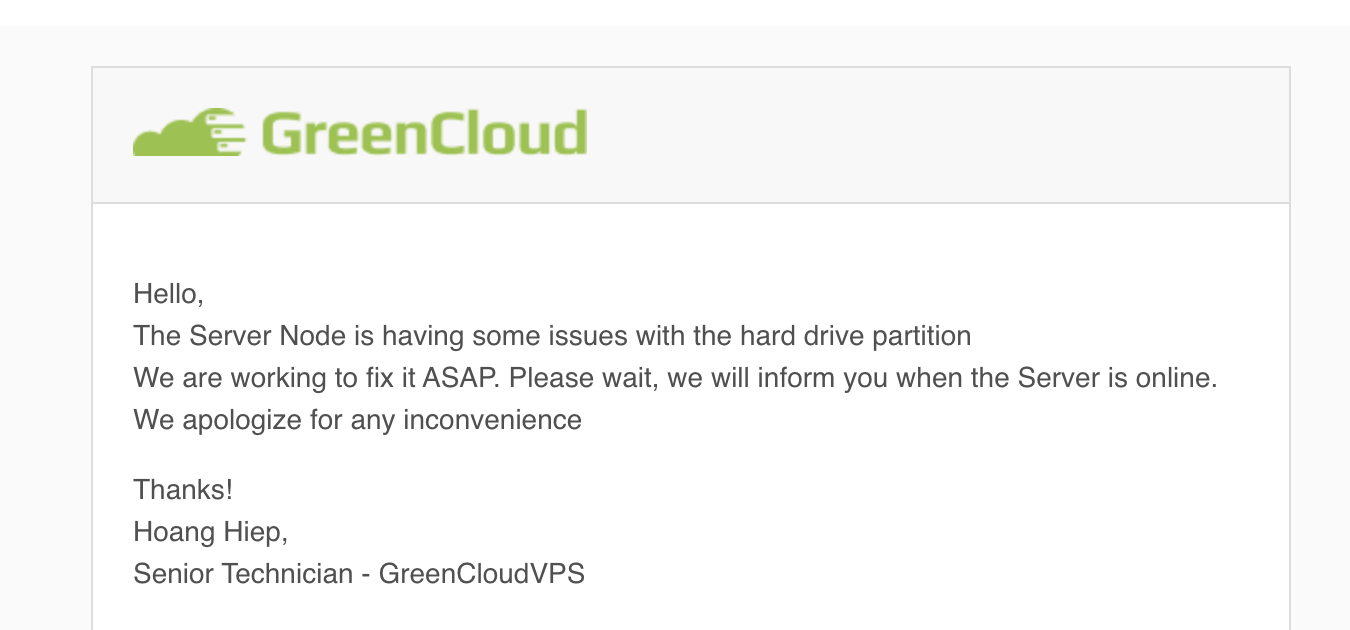 GreenCloud
Hello,
The Server Node is having some issues with the hard drive partition
We are working to fix it ASAP. Please wait, we will inform you when the Server is online.
We apologize for any inconvenience
Thanks!
Hoang Hiep,
Senior Technician - GreenCloudVPS